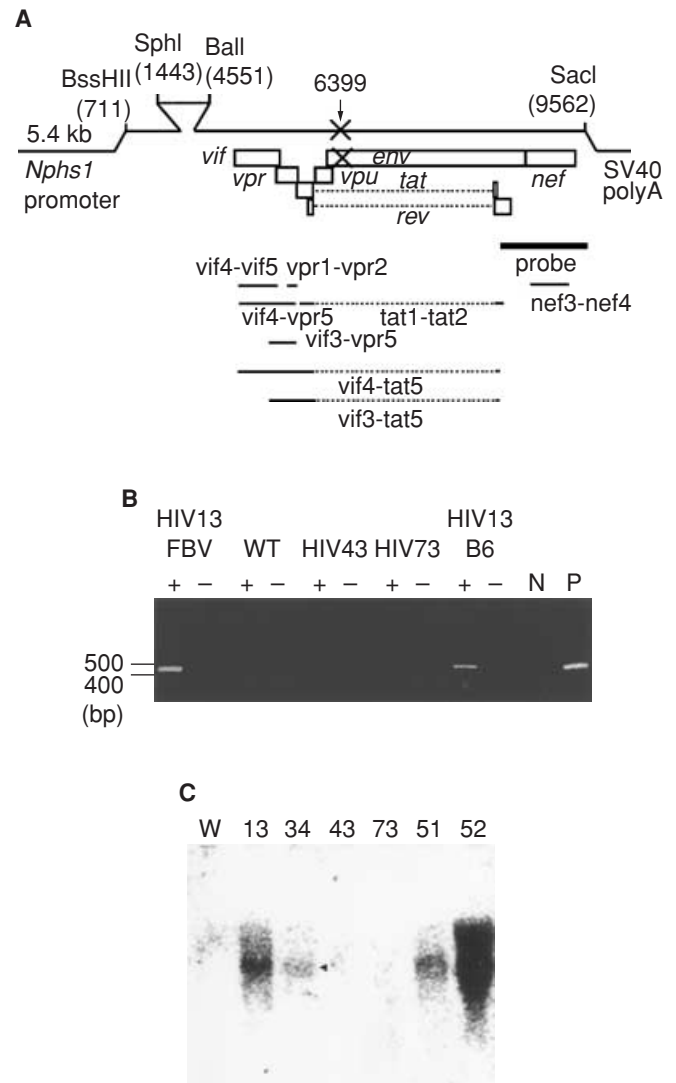 A
SphI BalI
BssHII (1443) (4551)
(711)
6399
SacI
(9562)
5.4 kb
Nphs1
promoter
vif
vpr
vpu
env
tat
rev
nef
SV40
polyA
probe
vif4-vif5 vpr1-vpr2
nef3-nef4
vif4-vpr5 tat1-tat2
vif3-vpr5
vif4-tat5
vif3-tat5
B
HIV13 HIV13
FBV WT HIV43 HIV73 B6
+ – + – + – + – + – N P
500
400
(bp)
C
W 13 34 43 73 51 52